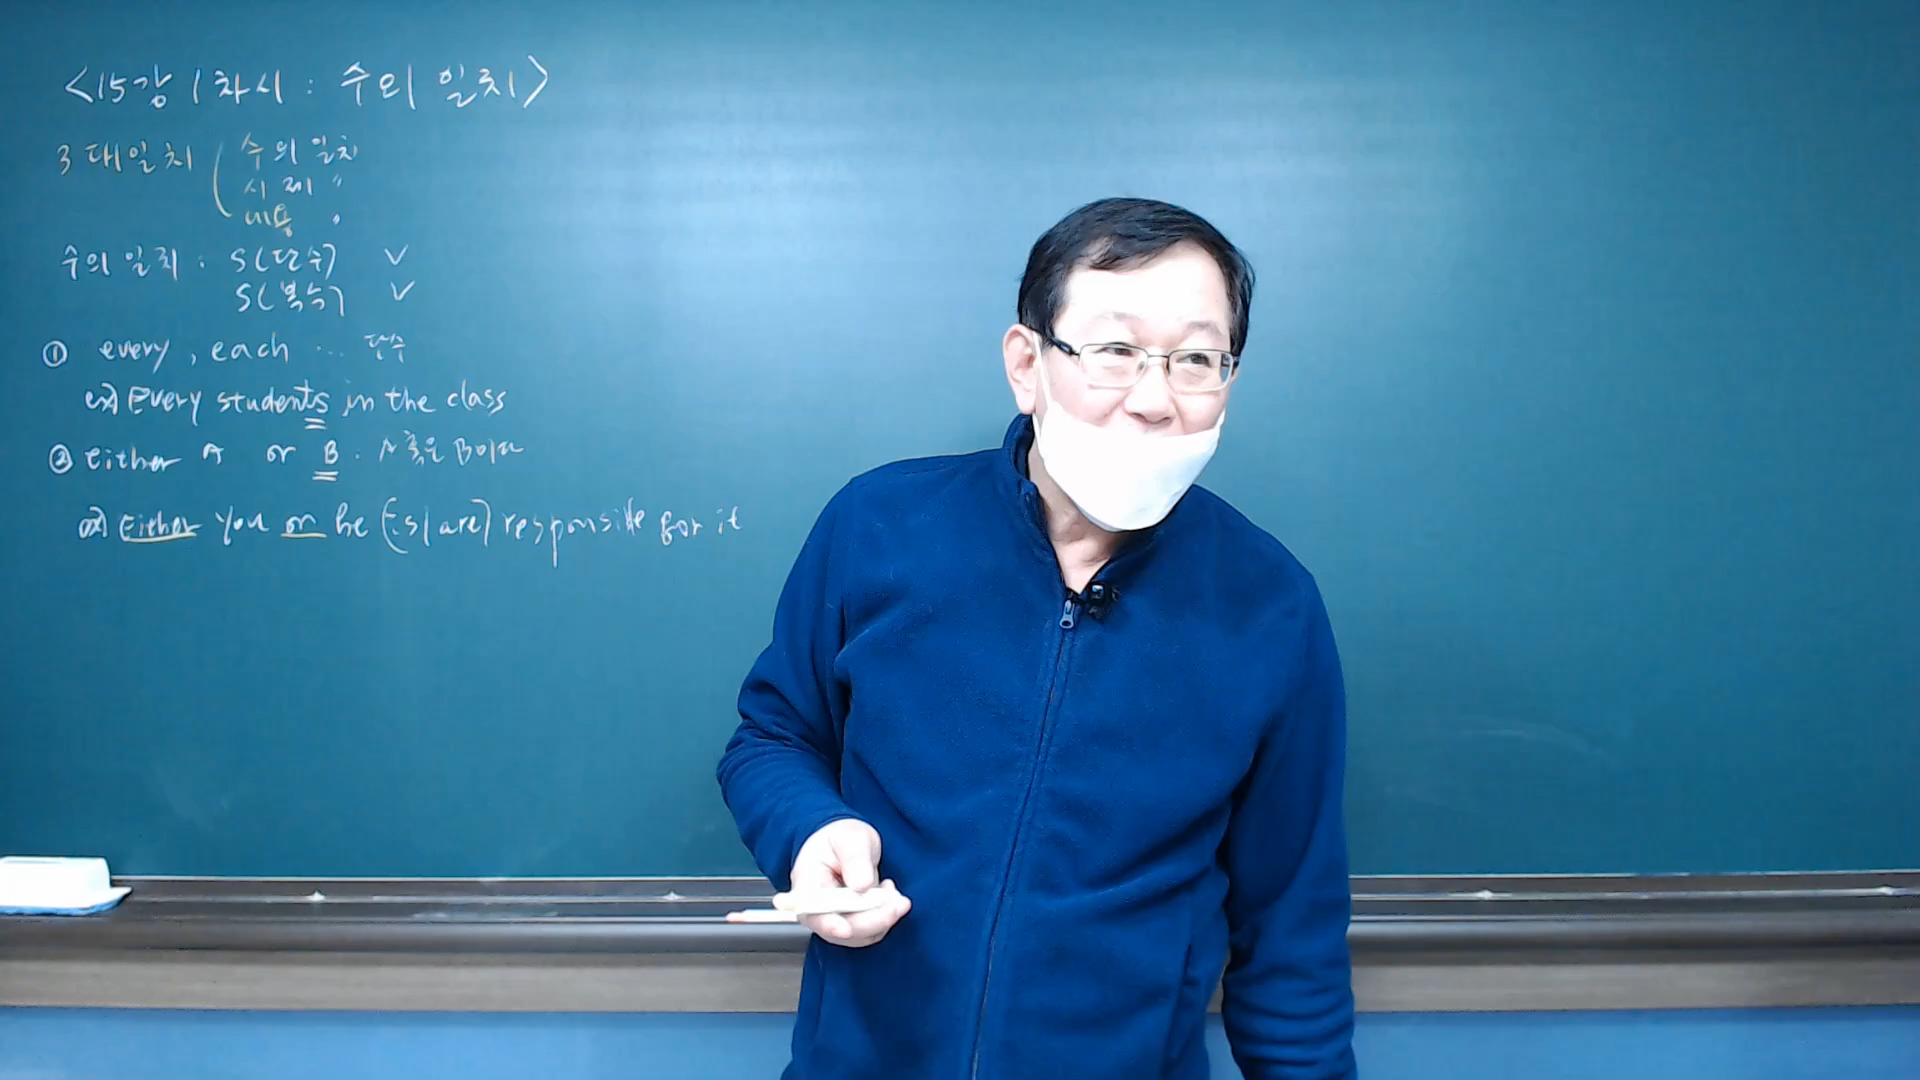 <15강 1차시 : 수의 일치>
3대일치 수의 일치
시제 "
내용 "
수의 일치 : S(단수) V
S(복수) V
① every, each ... 단수
ex) Every students in the class
② either A or B . A 혹은 B이다
ex) Either you or he (is/are) responsible for it